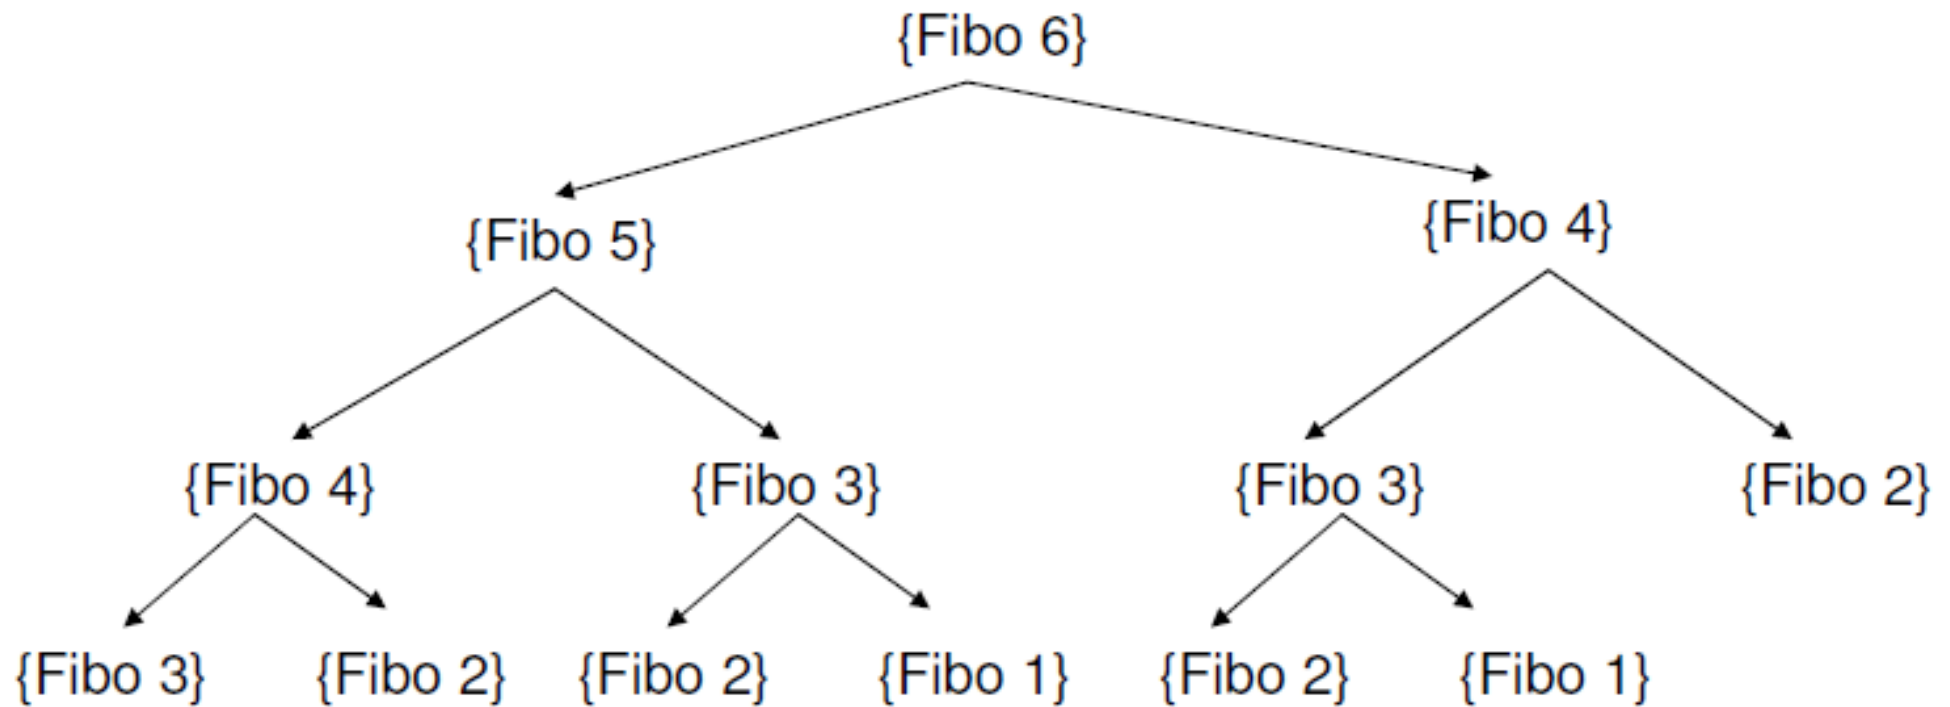 {Fibo 6}
{Fibo 5} {Fibo 4}
{Fibo 4} {Fibo 3} {Fibo 3} {Fibo 2}
{Fibo 3} {Fibo 2} {Fibo 2} {Fibo 1} {Fibo 2} {Fibo 1}